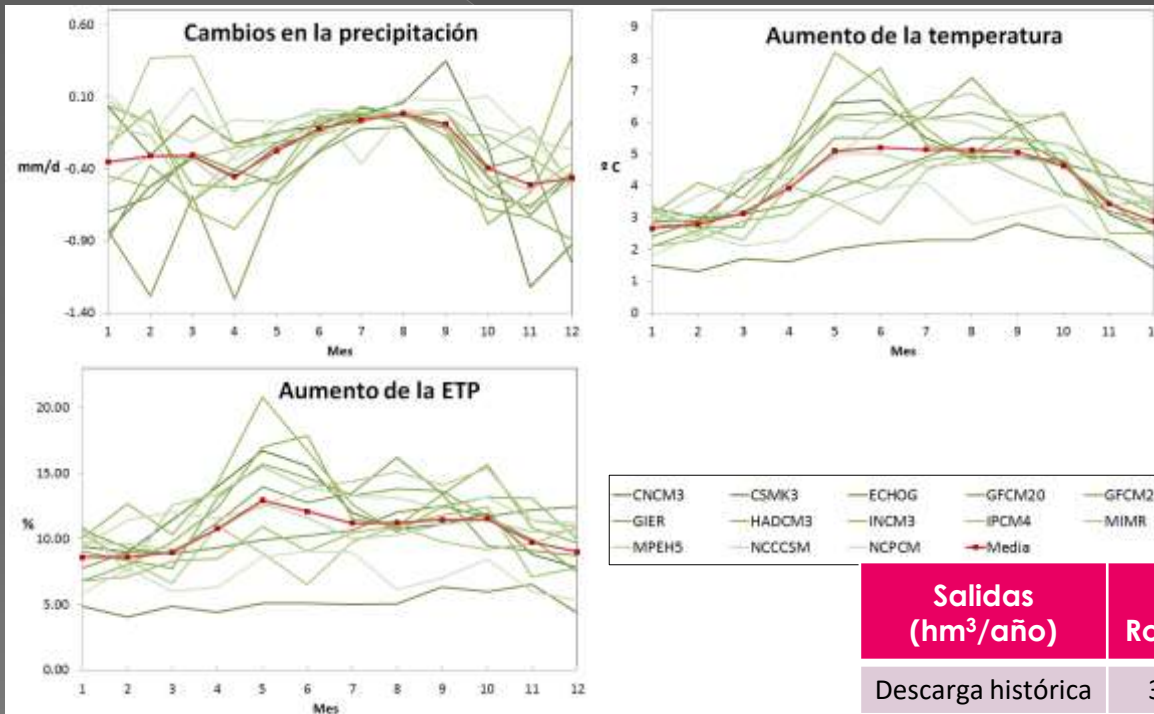 Cambios en la precipitación
0.60
0.10
mm/d
-0.40
-0.90
-1.40
1 2 3 4 5 6 7 8 9 10 11 12
Mes
Aumento de la temperatura
9
8
7
6
º C
5
4
3
2
1
0
1 2 3 4 5 6 7 8 9 10 11 1
Mes
Aumento de la ETP
20.00
15.00
%
10.00
5.00
0.00
1 2 3 4 5 6 7 8 9 10 11 12
Mes
CNCM3 CSMK3 ECHOG GFCM20 GFCM2
GIER HADCM3 INCM3 IPCM4 MIMR
MPEH5 NCCCSM NCPCM Media
Salidas
(hm³/año)
Ro
Descarga histórica 3